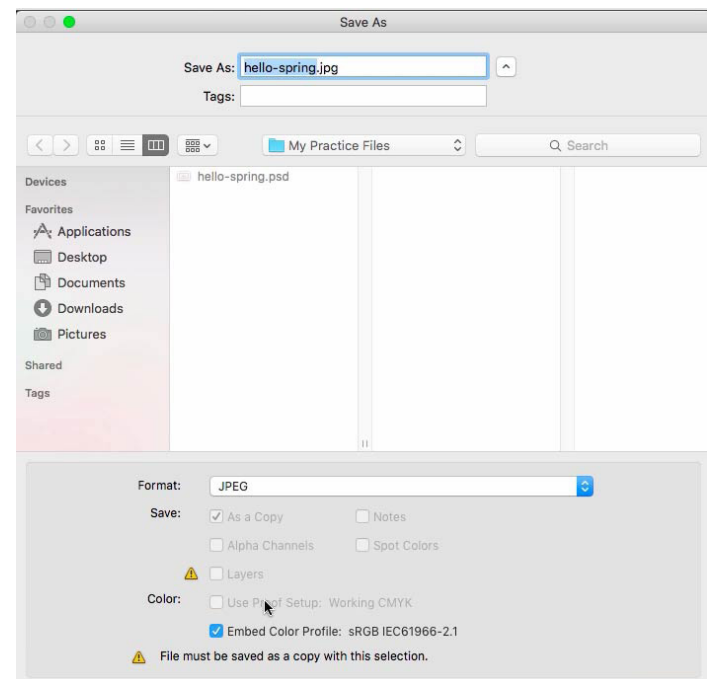 Save As
Save As: hello-spring.jpg
Tags:
My Practice Files
Search
Devices
Favorites
Applications
Desktop
Documents
Downloads
Pictures
Shared
Tags
hello-spring.psd
Format: JPEG
Save: As a Copy Notes
Alpha Channels Spot Colors
Layers
Color: Use Proof Setup: Working CMYK
Embed Color Profile: sRGB IEC61966-2.1
File must be saved as a copy with this selection.